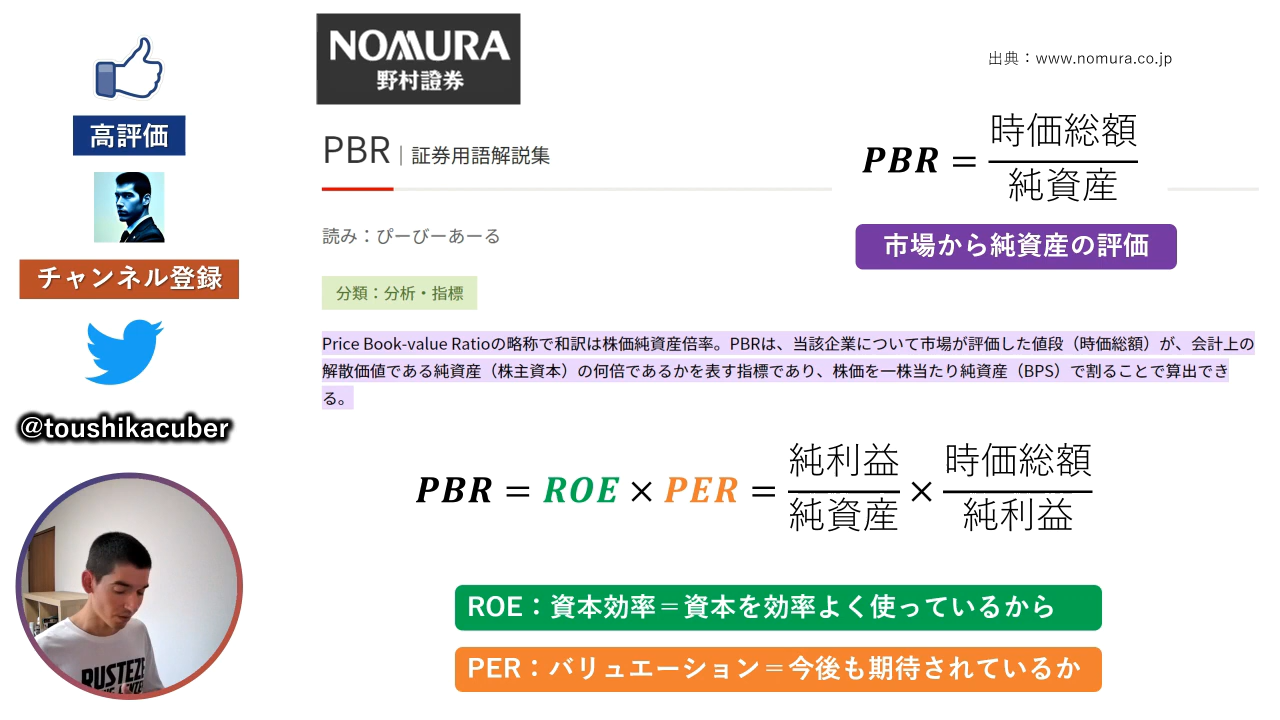 高評価
チャンネル登録
@toushikacuber
RUSTEZE
NOMURA
野村證券
出典：www.nomura.co.jp
PBR｜証券用語解説集
PBR = 時価総額 / 純資産
市場から純資産の評価
読み：ぴーびーあーる
分類：分析・指標
Price Book-value Ratioの略称で和訳は株価純資産倍率。PBRは、当該企業について市場が評価した値段（時価総額）が、会計上の
解散価値である純資産（株主資本）の何倍であるかを表す指標であり、株価を一株当たり純資産（BPS）で割ることで算出でき
る。
PBR = ROE × PER = 純利益 / 純資産 × 時価総額 / 純利益
ROE：資本効率＝資本を効率よく使っているから
PER：バリュエーション＝今後も期待されているか